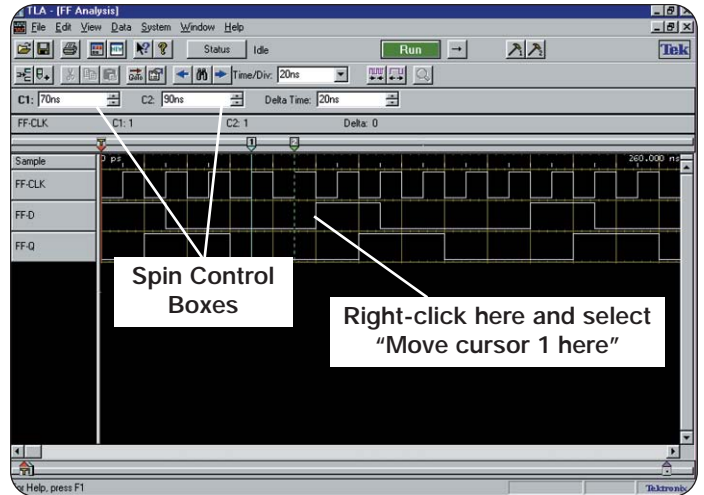 TLA - [FF Analysis]
File Edit View Data System Window Help
Status Idle Run Tek
Time/Div: 20ns
C1: 70ns C2: 90ns Delta Time: 20ns
FF-CLK C1: 1 C2: 1 Delta: 0
1 2
Sample 0 ps 260.000 ns
FF-CLK
FF-D
FF-Q
Spin Control
Boxes
Right-click here and select
“Move cursor 1 here”
For Help, press F1 Tektronix